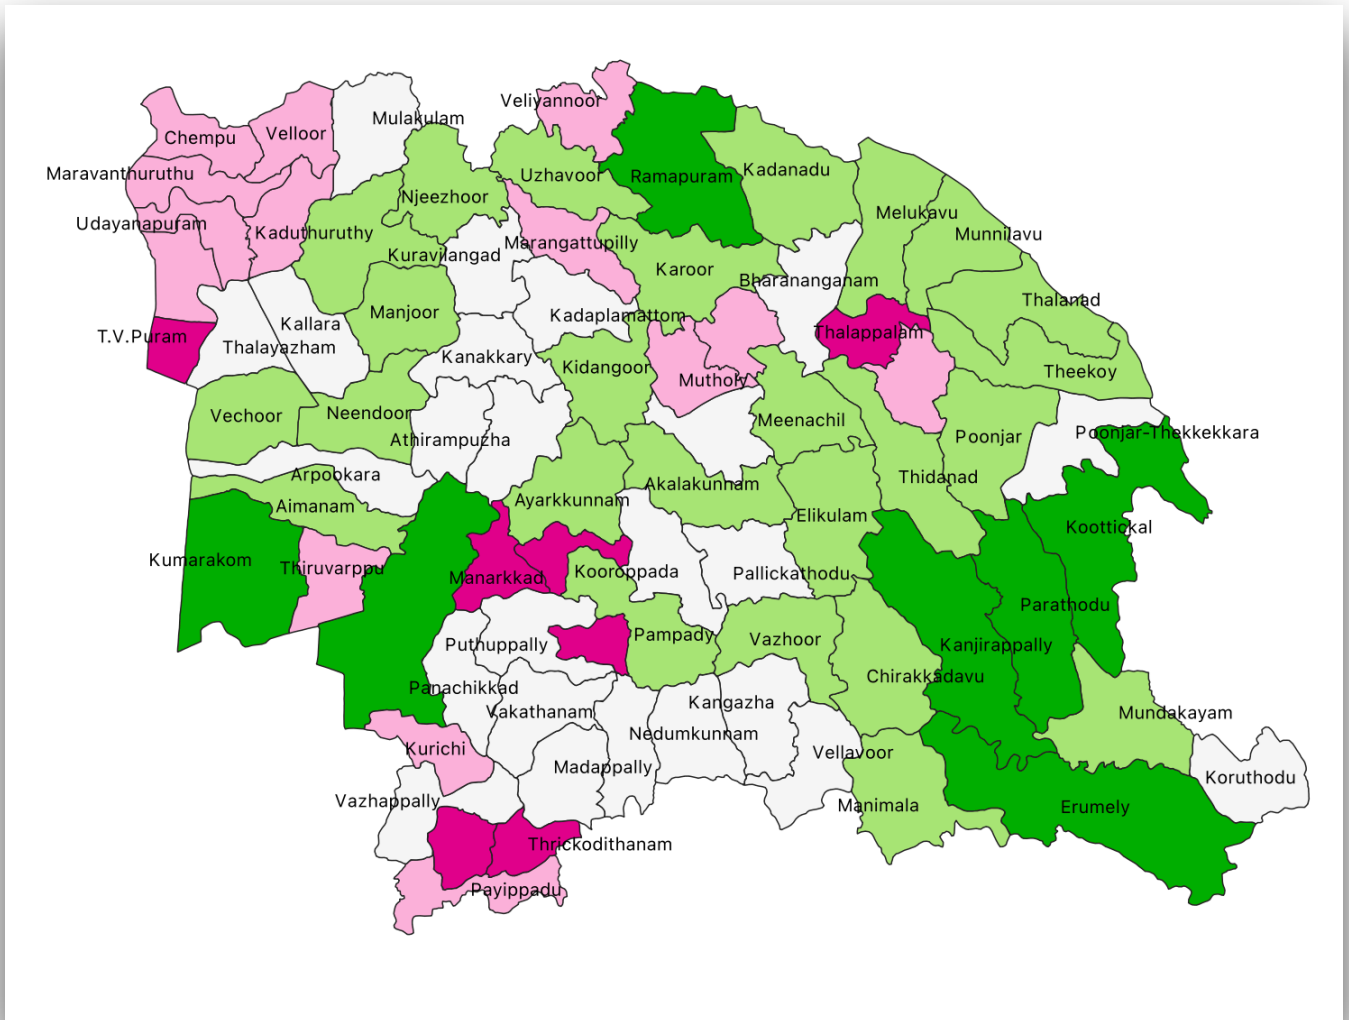 Veliyannoor
Mulakulam
Velloor
Chempu
Kadanadu
Maravanthuruthu
Uzhavoor
Ramapuram
Njeezhoor
Melukavu
Udayanapuram
Kaduthuruthy
Munnilavu
Marangattupilly
Kuravilangad
Karoor
Bharananganam
Thalanad
Manjoor
Kadaplamattom
Kallara
Thalappalam
T.V.Puram
Thalayazham
Kanakkary
Kidangoor
Theekoy
Mutholy
Neendoor
Vechoor
Meenachil
Poonjar-Thekkekkara
Poonjar
Athirampuzha
Arpookara
Thidanad
Akalakunnam
Ayarkkunnam
Aimanam
Elikulam
Koottickal
Kumarakom
Thiruvarppu
Kooroppada
Pallickathodu
Manarkkad
Parathodu
Pampady
Vazhoor
Puthuppally
Kanjirappally
Chirakkadavu
Panachikkad
Kangazha
Vakathanam
Mundakayam
Nedumkunnam
Kurichi
Vellavoor
Madappally
Koruthodu
Vazhappally
Manimala
Erumely
Thrickodithanam
Payippadu